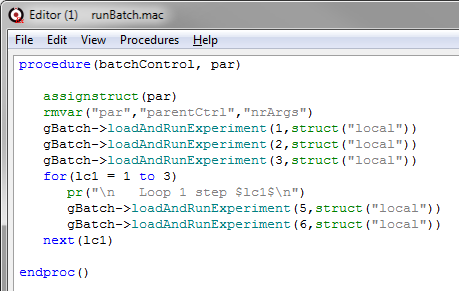 Editor (1) runBatch.mac
File Edit View Procedures Help
procedure(batchControl, par)
assignstruct(par)
rmvar("par","parentCtrl","nrArgs")
gBatch->loadAndRunExperiment(1,struct("local"))
gBatch->loadAndRunExperiment(2,struct("local"))
gBatch->loadAndRunExperiment(3,struct("local"))
for(lc1 = 1 to 3)
pr("\n   Loop 1 step $lc1$\n")
gBatch->loadAndRunExperiment(5,struct("local"))
gBatch->loadAndRunExperiment(6,struct("local"))
next(lc1)
endproc()